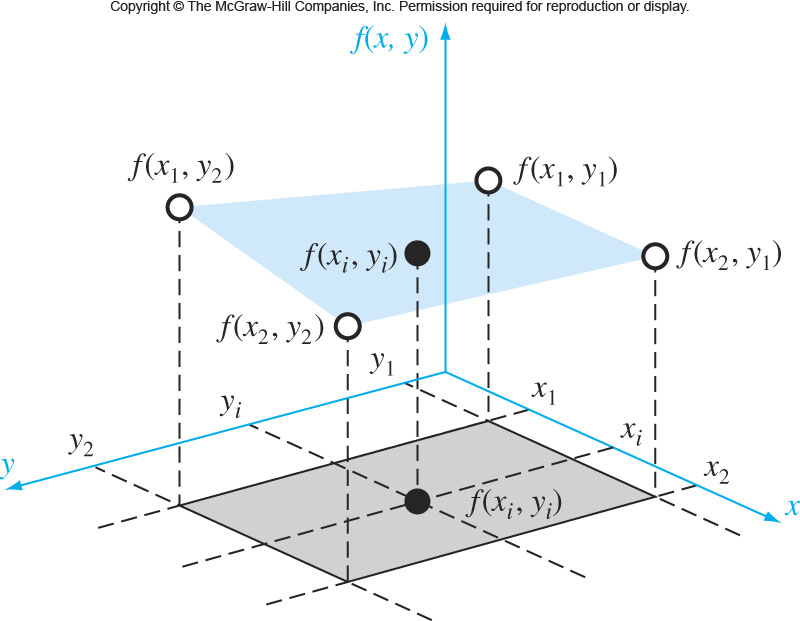 Copyright © The McGraw-Hill Companies, Inc. Permission required for reproduction or display.
f(x, y)
f(x₁, y₂)
f(x₁, y₁)
f(xᵢ, yᵢ)
f(x₂, y₁)
f(x₂, y₂)
y₁
x₁
yᵢ
xᵢ
y₂
x₂
y
f(xᵢ, yᵢ)
x